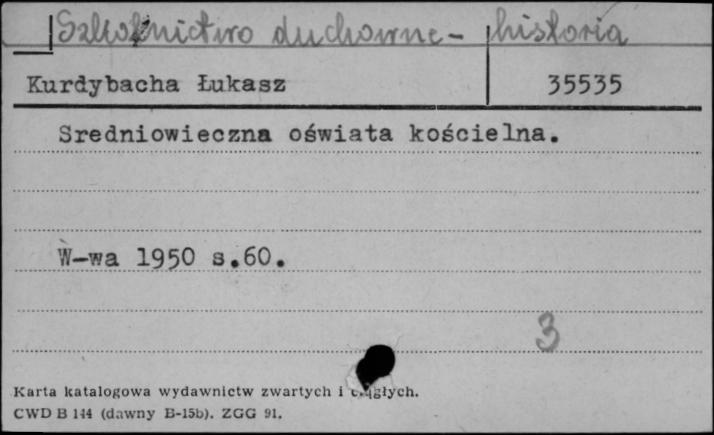 Szkolnictwo duchowne - historia
Kurdybacha Łukasz 35535
Sredniowieczna oświata kościelna.
W-wa 1950 s.60.
3
Karta katalogowa wydawnictw zwartych i ciągłych.
CWD B 144 (dawny B-15b). ZGG 91.